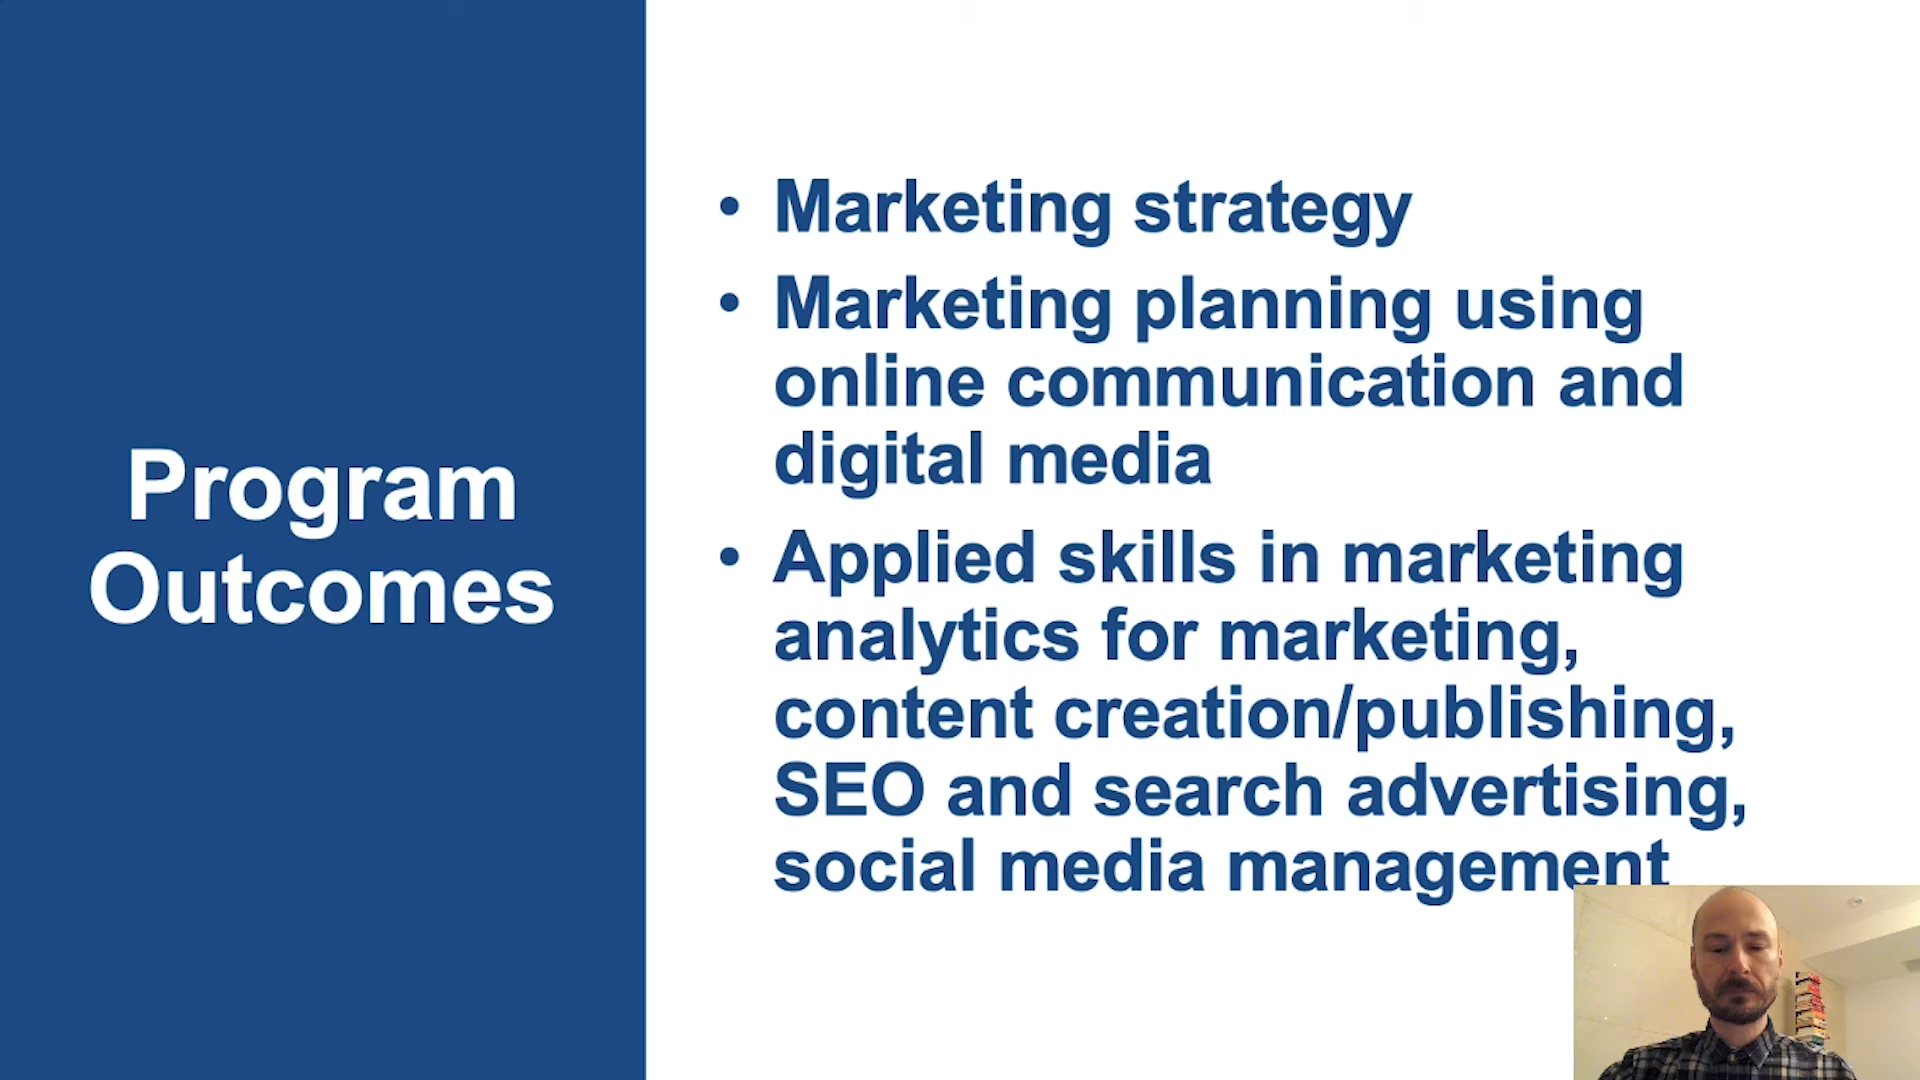 Program
Outcomes
• Marketing strategy
• Marketing planning using
online communication and
digital media
• Applied skills in marketing
analytics for marketing,
content creation/publishing,
SEO and search advertising,
social media management